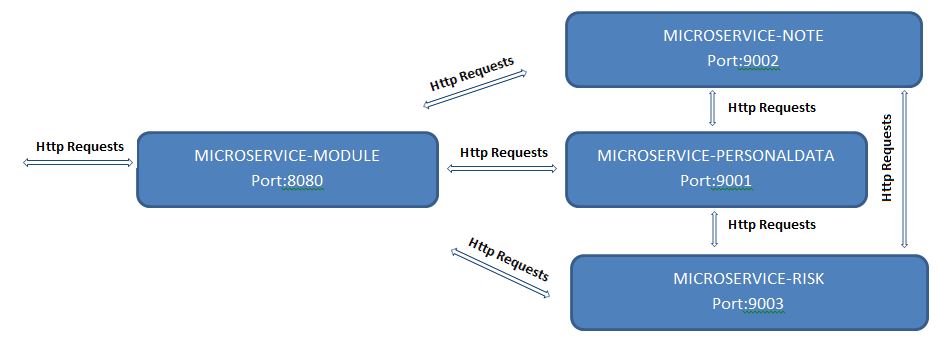 MICROSERVICE-NOTE
Port:9002
Http Requests
Http Requests
Http Requests
MICROSERVICE-MODULE
Port:8080
Http Requests
MICROSERVICE-PERSONALDATA
Port:9001
Http Requests
Http Requests
Http Requests
MICROSERVICE-RISK
Port:9003